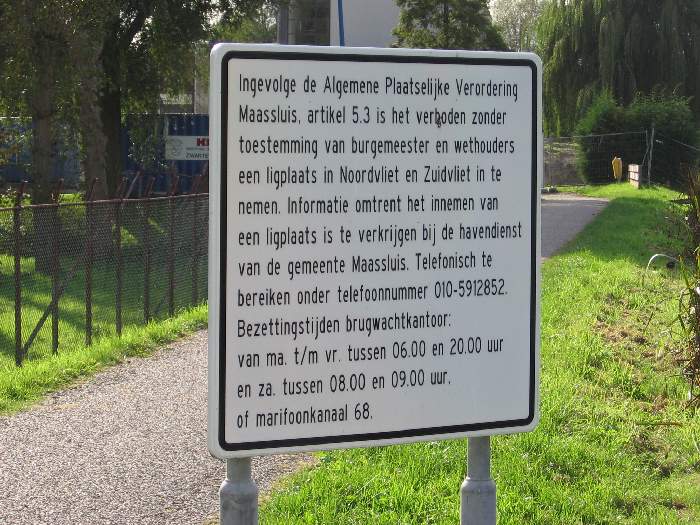 Ingevolge de Algemene Plaatselijke Verordering
Maassluis, artikel 5.3 is het verboden zonder
toestemming van burgemeester en wethouders
een ligplaats in Noordvliet en Zuidvliet in te
nemen. Informatie omtrent het innemen van
een ligplaats is te verkrijgen bij de havendienst
van de gemeente Maassluis. Telefonisch te
bereiken onder telefoonnummer 010-5912852.
Bezettingstijden brugwachtkantoor:
van ma. t/m vr. tussen 06.00 en 20.00 uur
en za. tussen 08.00 en 09.00 uur.
of marifoonkanaal 68.